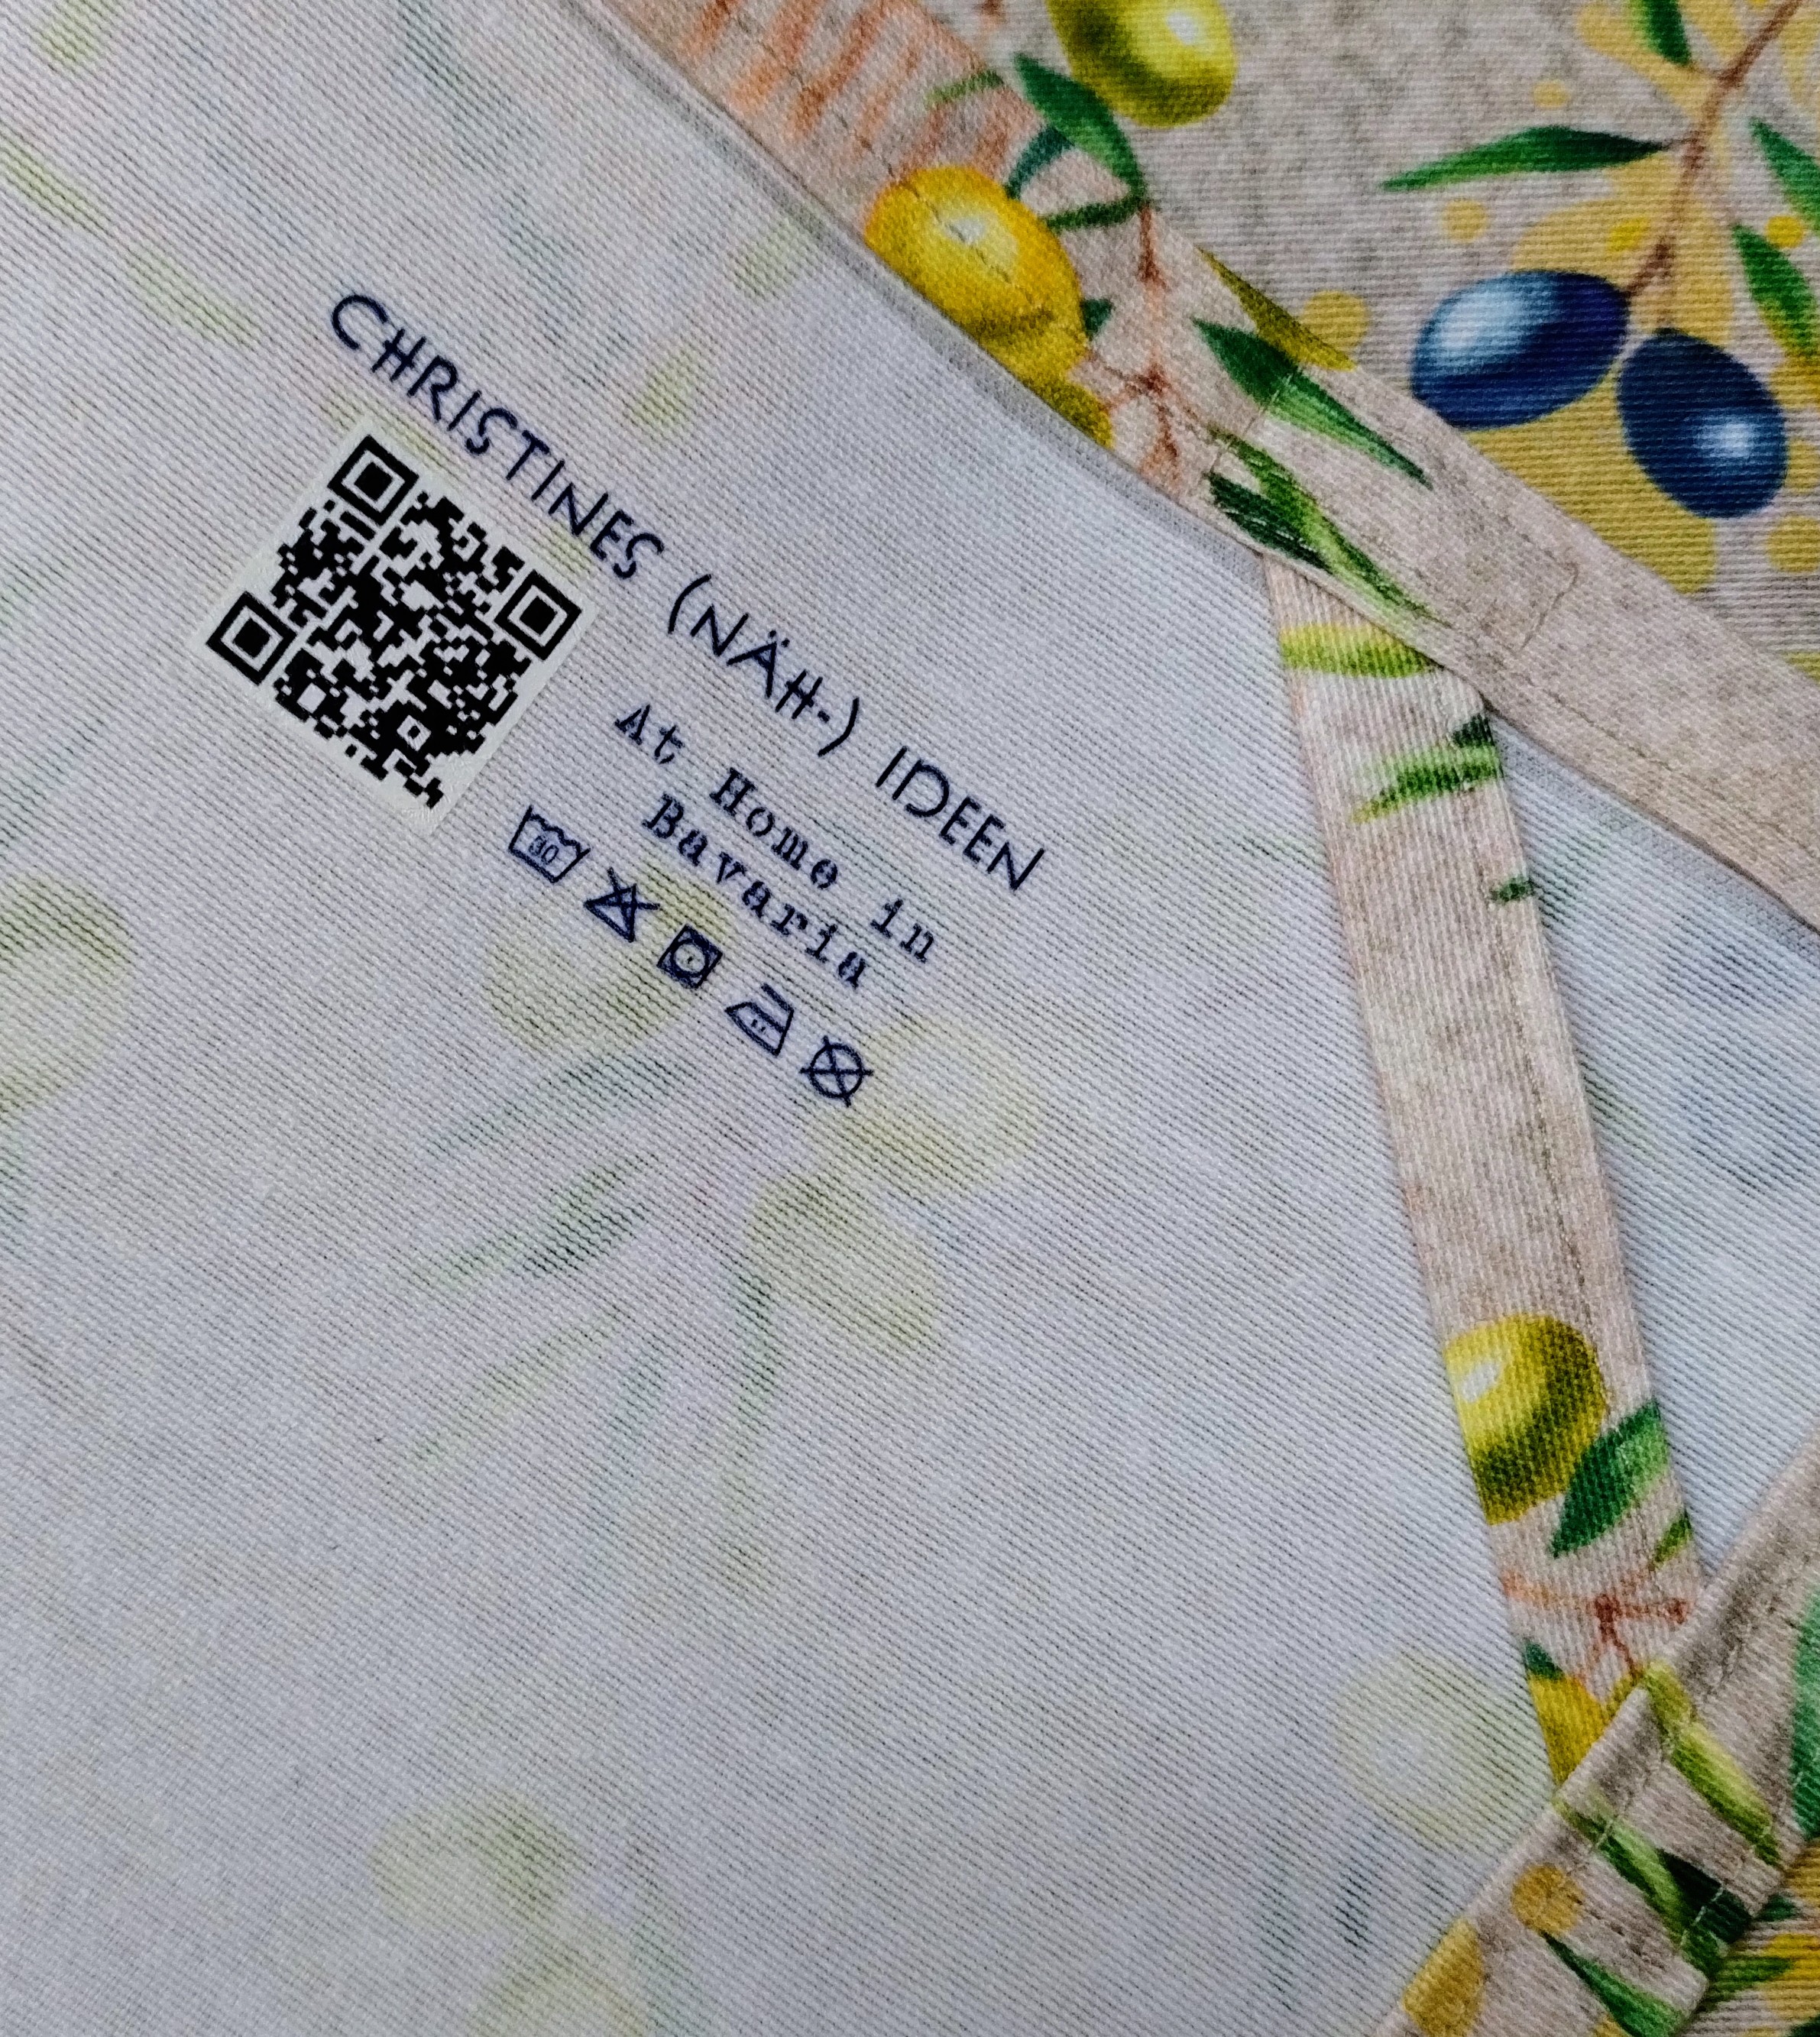 CHRISTINES (NÄH-) IDEEN
At Home in
Bavaria
30